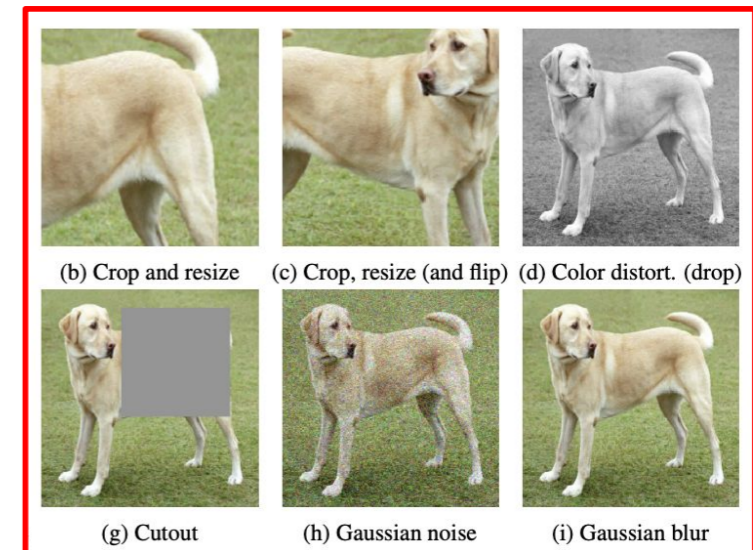 (b) Crop and resize (c) Crop, resize (and flip) (d) Color distort. (drop)
(g) Cutout (h) Gaussian noise (i) Gaussian blur